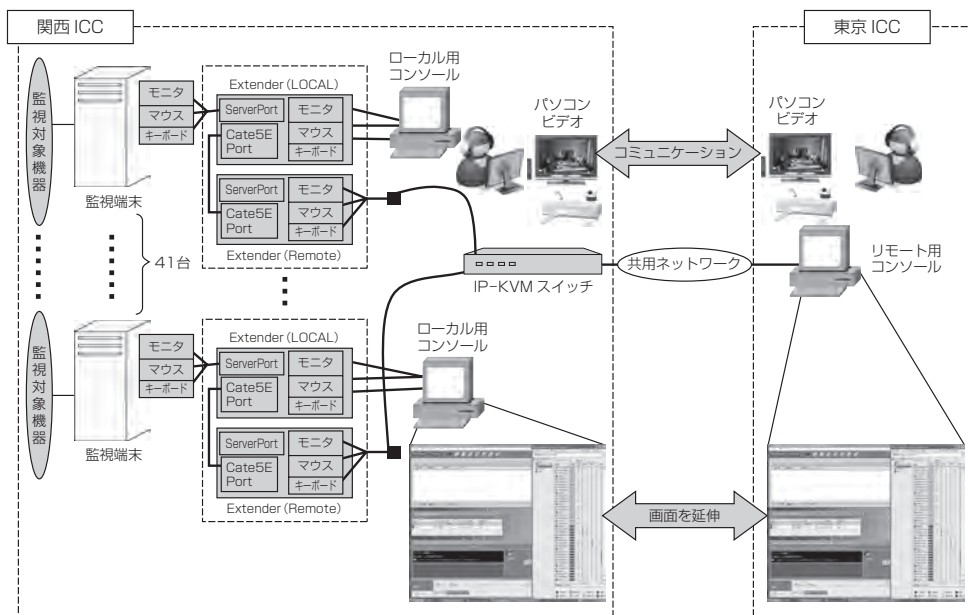 関西 ICC
東京 ICC
監視対象機器
監視端末
モニタ
マウス
キーボード
Extender(LOCAL)
ServerPort
Cate5E
Port
モニタ
マウス
キーボード
ServerPort
Cate5E
Port
モニタ
マウス
キーボード
Extender(Remote)
ローカル用
コンソール
パソコン
ビデオ
コミュニケーション
パソコン
ビデオ
41台
IP-KVM スイッチ
共用ネットワーク
リモート用
コンソール
監視対象機器
監視端末
モニタ
マウス
キーボード
Extender(LOCAL)
ServerPort
Cate5E
Port
モニタ
マウス
キーボード
ServerPort
Cate5E
Port
モニタ
マウス
キーボード
Extender(Remote)
ローカル用
コンソール
画面を延伸